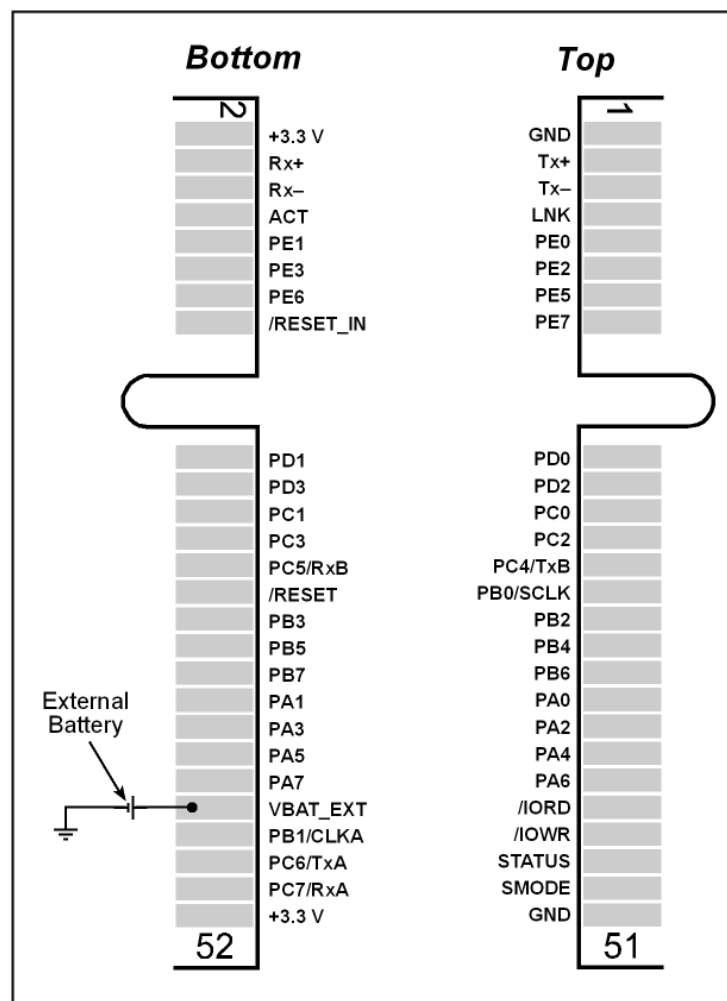 Bottom
Top
2
1
+3.3 V
GND
Rx+
Tx+
Rx–
Tx–
ACT
LNK
PE1
PE0
PE3
PE2
PE6
PE5
/RESET_IN
PE7
PD1
PD0
PD3
PD2
PC1
PC0
PC3
PC2
PC5/RxB
PC4/TxB
/RESET
PB0/SCLK
PB3
PB2
PB5
PB4
PB7
PB6
External
Battery
PA1
PA0
PA3
PA2
PA5
PA4
PA7
PA6
VBAT_EXT
/IORD
PB1/CLKA
/IOWR
PC6/TxA
STATUS
PC7/RxA
SMODE
+3.3 V
GND
52
51